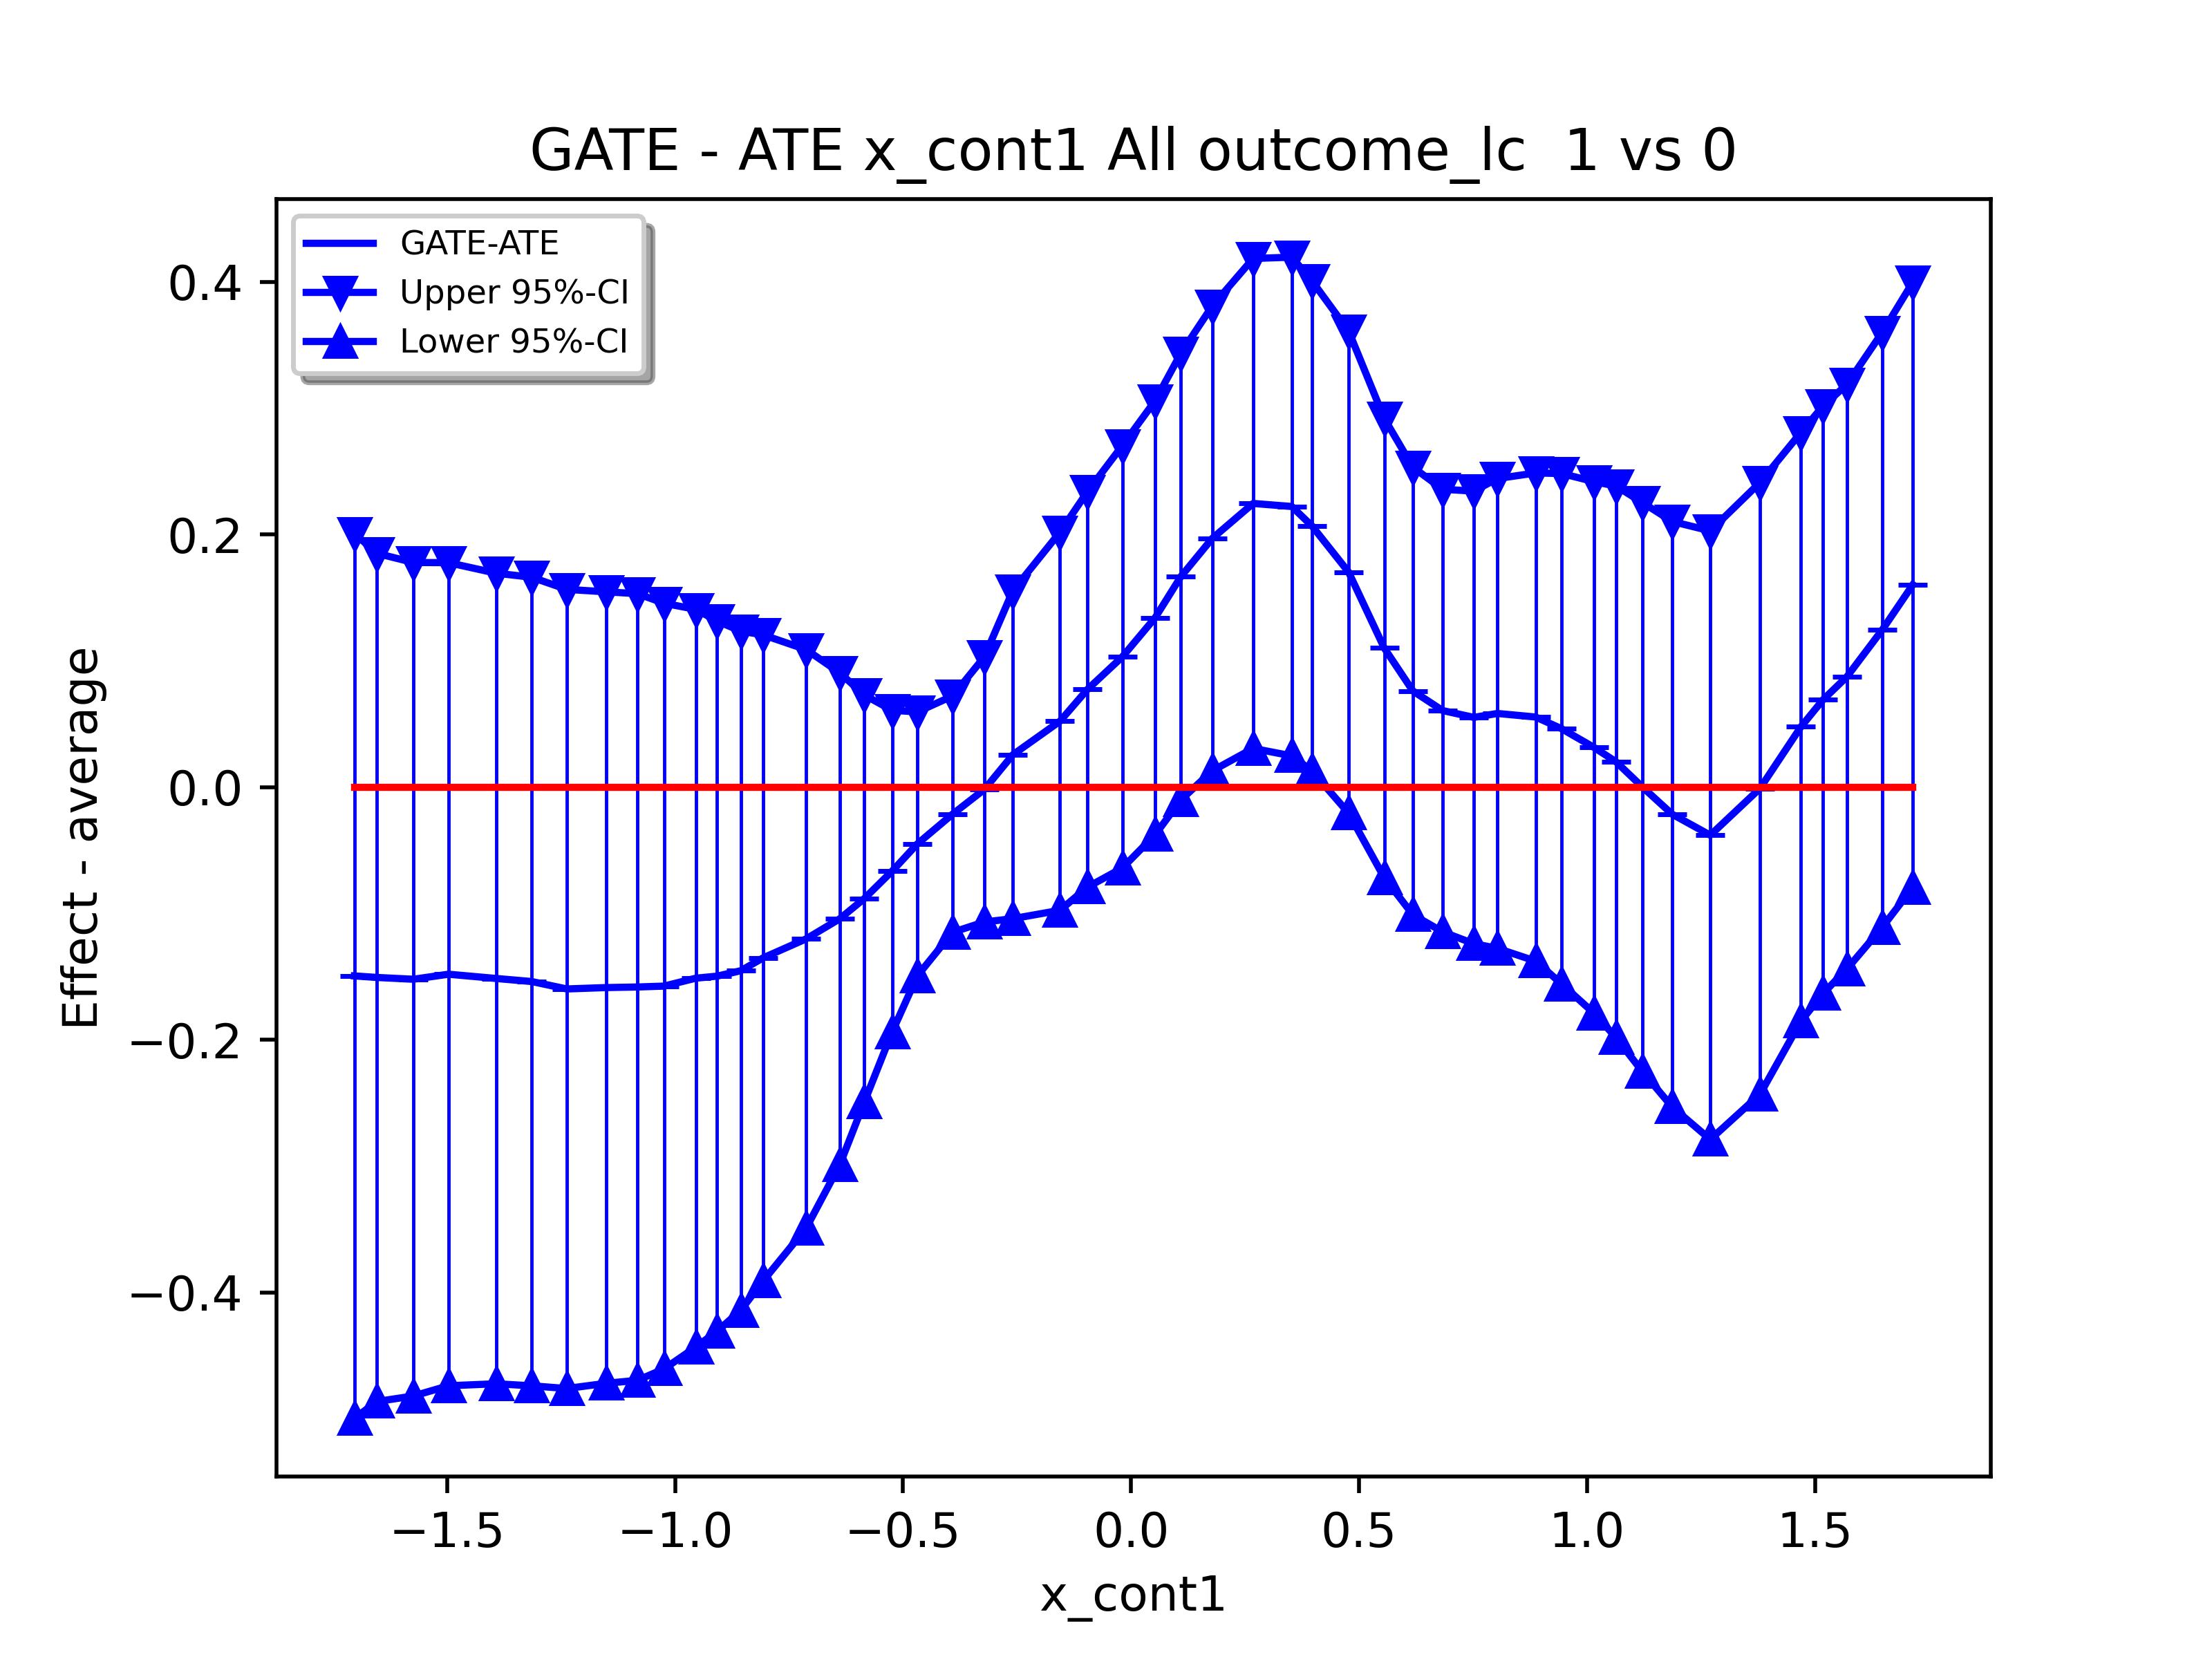 GATE - ATE x_cont1 All outcome_lc  1 vs 0
GATE-ATE
Upper 95%-CI
Lower 95%-CI
Effect - average
0.4
0.2
0.0
−0.2
−0.4
−1.5 −1.0 −0.5 0.0 0.5 1.0 1.5
x_cont1